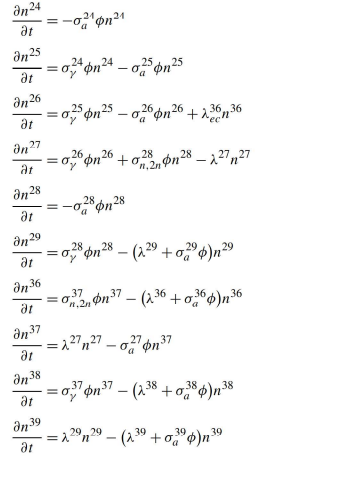 ∂n^{24}/∂t = −σ_a^{24} ϕn^{24}
∂n^{25}/∂t = σ_γ^{24} ϕn^{24} − σ_a^{25} ϕn^{25}
∂n^{26}/∂t = σ_γ^{25} ϕn^{25} − σ_a^{26} ϕn^{26} + λ_{ec}^{36} n^{36}
∂n^{27}/∂t = σ_γ^{26} ϕn^{26} + σ_{n,2n}^{28} ϕn^{28} − λ^{27} n^{27}
∂n^{28}/∂t = −σ_a^{28} ϕn^{28}
∂n^{29}/∂t = σ_γ^{28} ϕn^{28} − (λ^{29} + σ_a^{29} ϕ)n^{29}
∂n^{36}/∂t = σ_{n,2n}^{37} ϕn^{37} − (λ^{36} + σ_a^{36} ϕ)n^{36}
∂n^{37}/∂t = λ^{27} n^{27} − σ_a^{27} ϕn^{37}
∂n^{38}/∂t = σ_γ^{37} ϕn^{37} − (λ^{38} + σ_a^{38} ϕ)n^{38}
∂n^{39}/∂t = λ^{29} n^{29} − (λ^{39} + σ_a^{39} ϕ)n^{39}